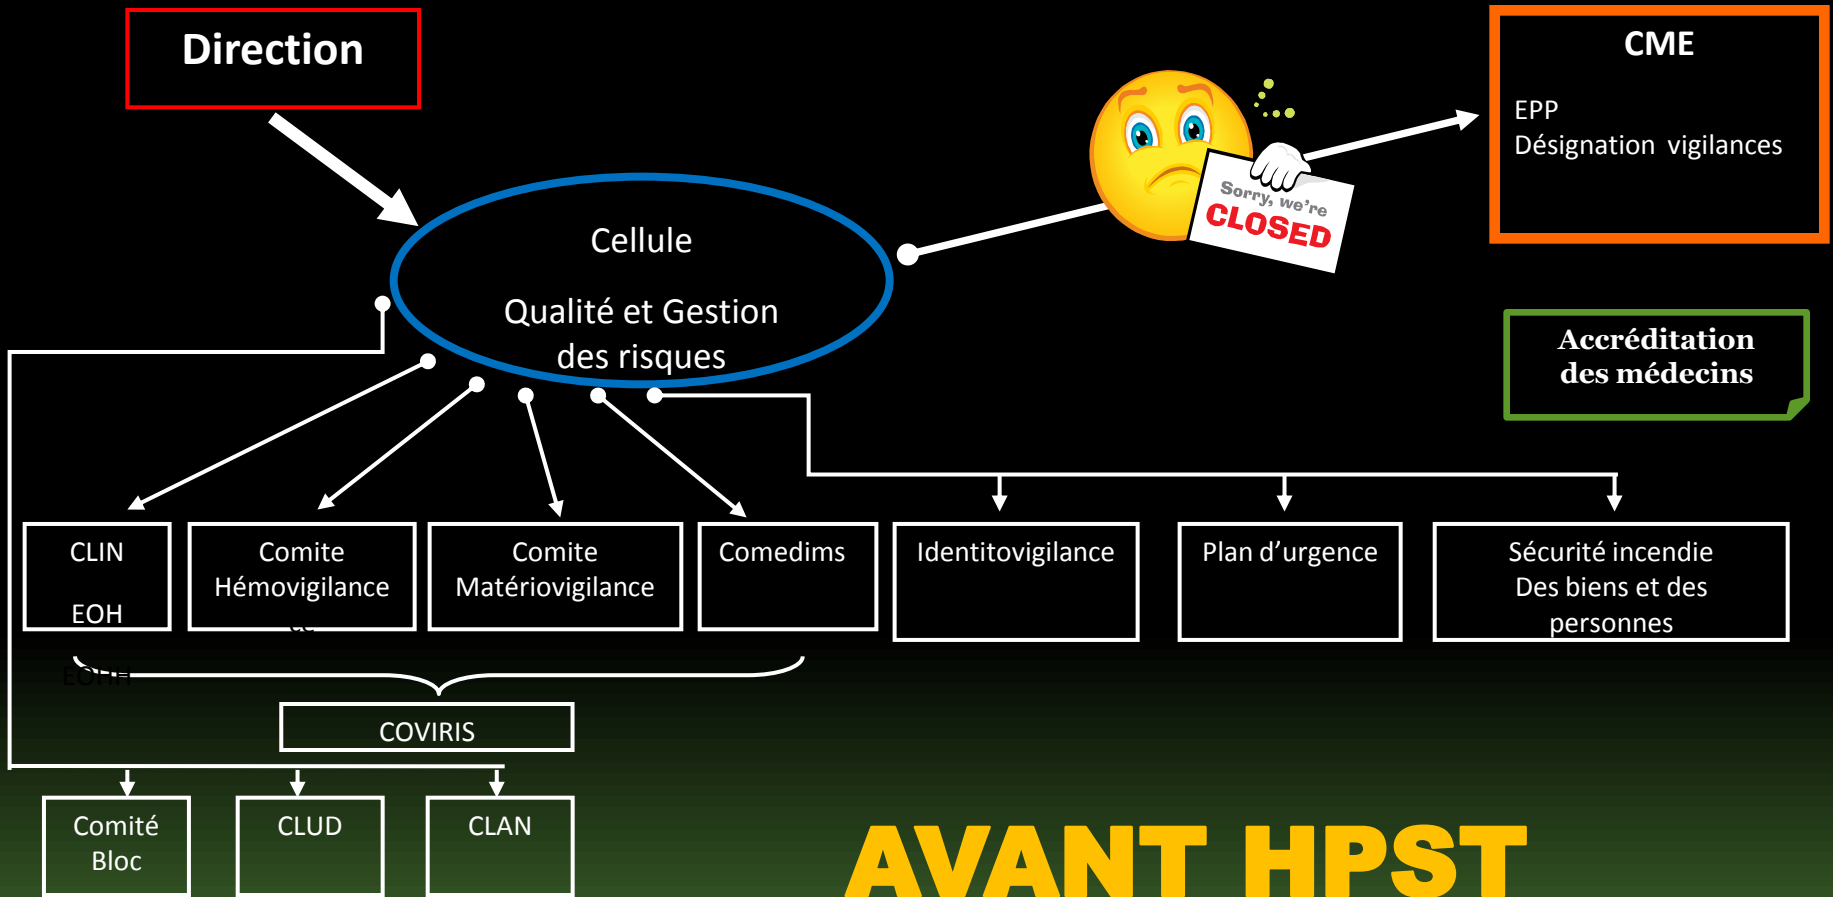 Direction
CME
EPP
Désignation vigilances
Sorry, we're
CLOSED
Cellule
Qualité et Gestion
des risques
Accréditation
des médecins
CLIN
EOH
EOHH
Comite
Hémovigilance
ce
Comite
Matériovigilance
Comedims
Identitovigilance
Plan d'urgence
Sécurité incendie
Des biens et des
personnes
COVIRIS
Comité
Bloc
CLUD
CLAN
AVANT HPST